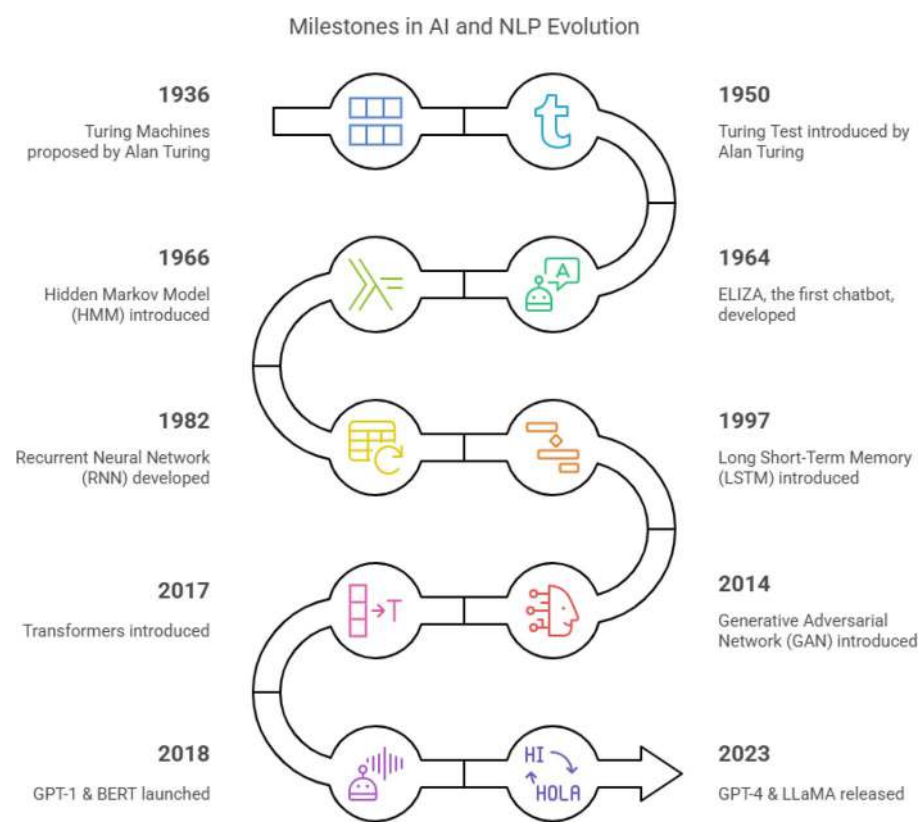 Milestones in AI and NLP Evolution
1936
Turing Machines
proposed by Alan Turing
t
1950
Turing Test introduced by
Alan Turing
1966
Hidden Markov Model
(HMM) introduced
A
1964
ELIZA, the first chatbot,
developed
1982
Recurrent Neural Network
(RNN) developed
1997
Long Short-Term Memory
(LSTM) introduced
2017
Transformers introduced
T
2014
Generative Adversarial
Network (GAN) introduced
2018
GPT-1 & BERT launched
HI
HOLA
2023
GPT-4 & LLaMA released